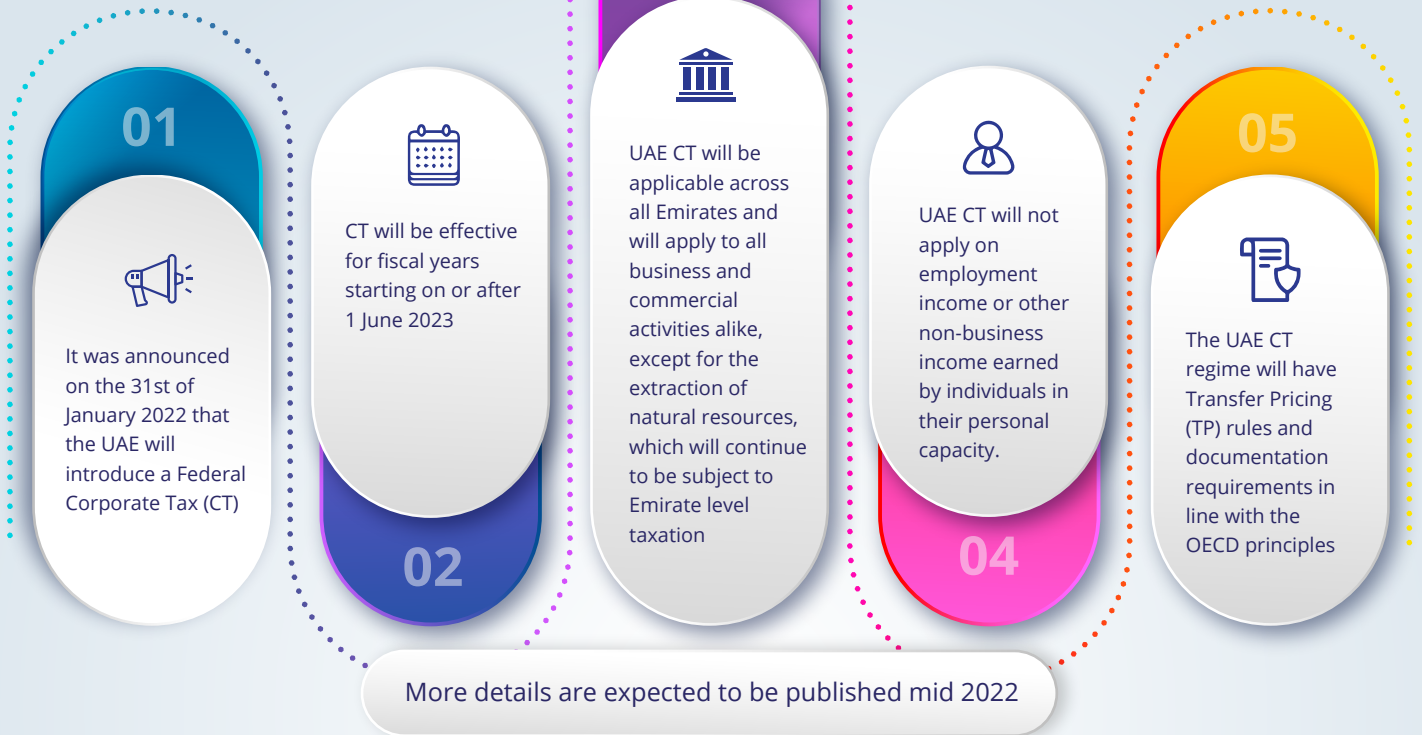 01
It was announced
on the 31st of
January 2022 that
the UAE will
introduce a Federal
Corporate Tax (CT)
CT will be effective
for fiscal years
starting on or after
1 June 2023
02
UAE CT will be
applicable across
all Emirates and
will apply to all
business and
commercial
activities alike,
except for the
extraction of
natural resources,
which will continue
to be subject to
Emirate level
taxation
UAE CT will not
apply on
employment
income or other
non-business
income earned
by individuals in
their personal
capacity.
04
05
The UAE CT
regime will have
Transfer Pricing
(TP) rules and
documentation
requirements in
line with the
OECD principles
More details are expected to be published mid 2022